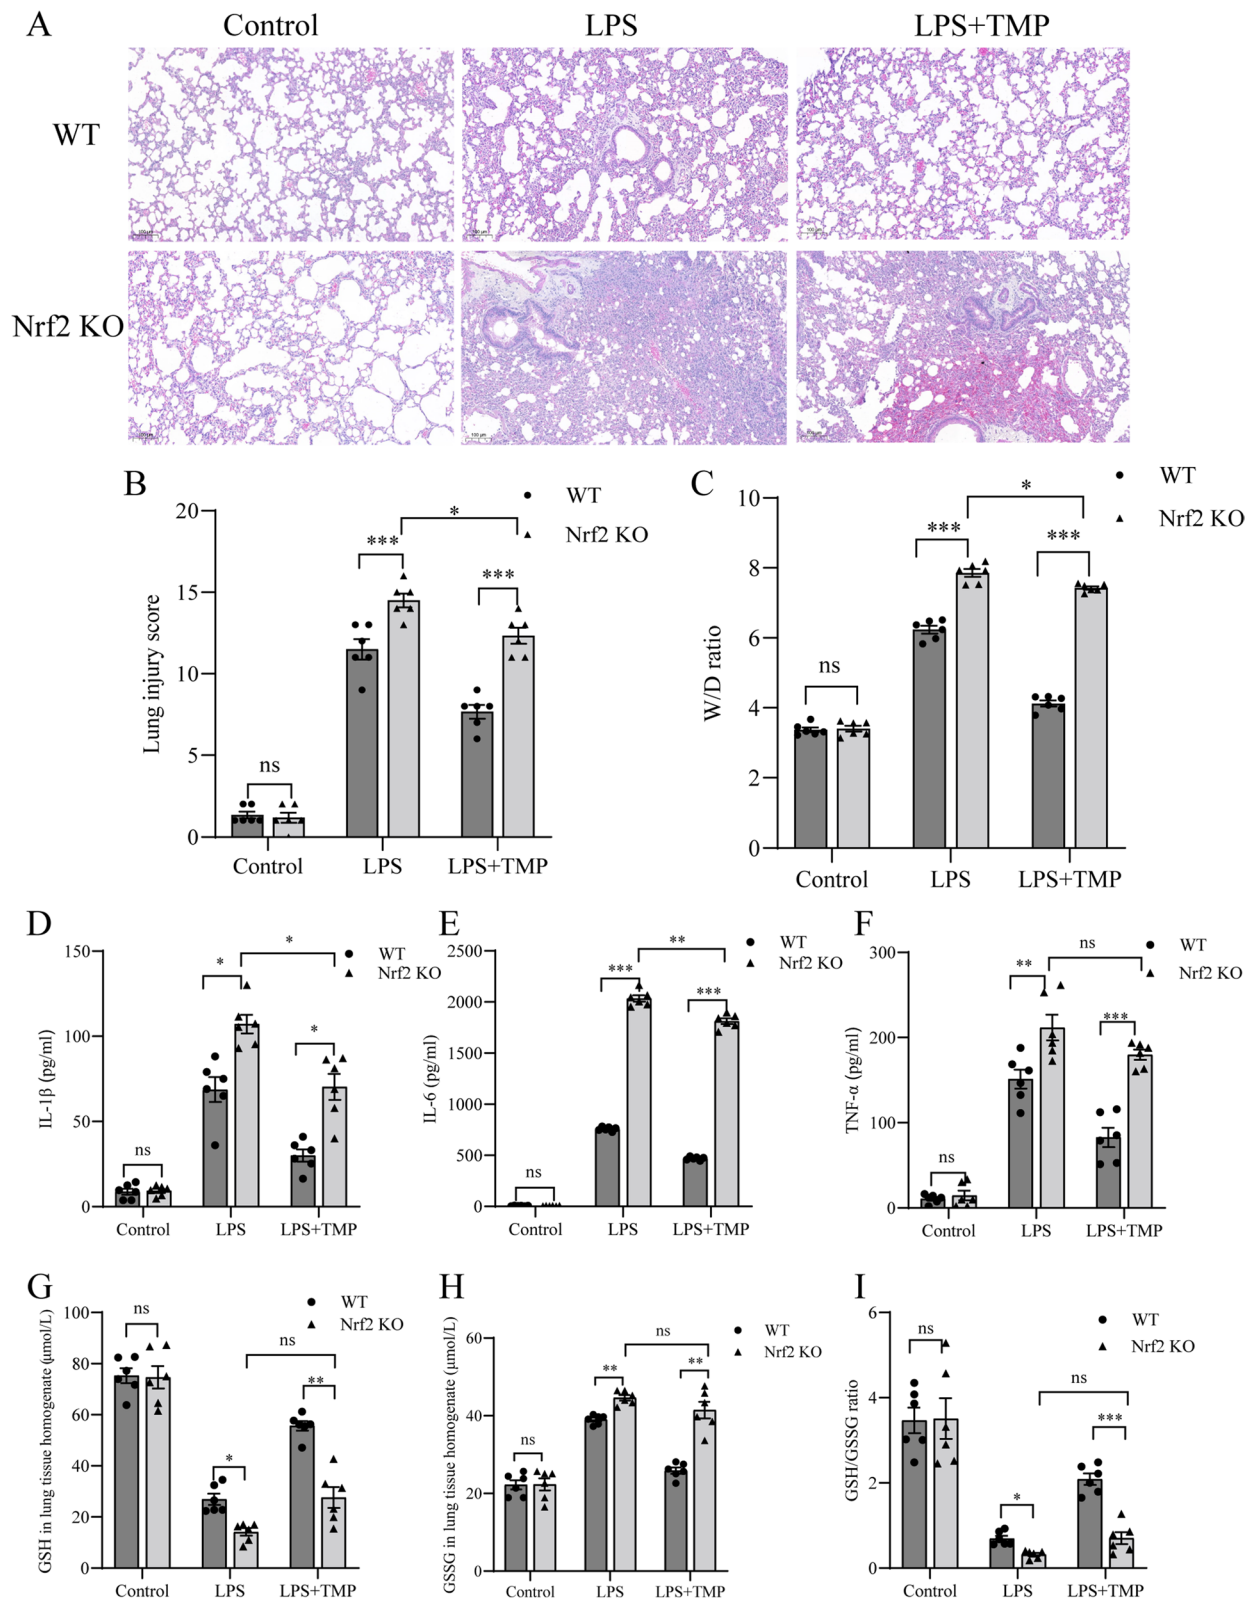 A
Control
LPS
LPS+TMP
WT
100 μm
100 μm
Nrf2 KO
100 μm
B
WT
Nrf2 KO
20
15
10
5
0
Lung injury score
ns
***
***
*
Control
LPS
LPS+TMP
C
WT
Nrf2 KO
10
8
6
4
2
0
W/D ratio
ns
***
***
*
Control
LPS
LPS+TMP
D
WT
Nrf2 KO
150
100
50
0
IL-1β (pg/ml)
ns
*
*
*
Control
LPS
LPS+TMP
E
WT
Nrf2 KO
2500
2000
1500
1000
500
0
IL-6 (pg/ml)
ns
***
***
**
Control
LPS
LPS+TMP
F
WT
Nrf2 KO
300
200
100
0
TNF-α (pg/ml)
ns
**
***
ns
Control
LPS
LPS+TMP
G
WT
Nrf2 KO
100
80
60
40
20
0
GSH in lung tissue homogenate (μmol/L)
ns
*
**
ns
Control
LPS
LPS+TMP
H
WT
Nrf2 KO
60
40
20
0
GSSG in lung tissue homogenate (μmol/L)
ns
**
**
ns
Control
LPS
LPS+TMP
I
WT
Nrf2 KO
6
4
2
0
GSH/GSSG ratio
ns
*
***
ns
Control
LPS
LPS+TMP